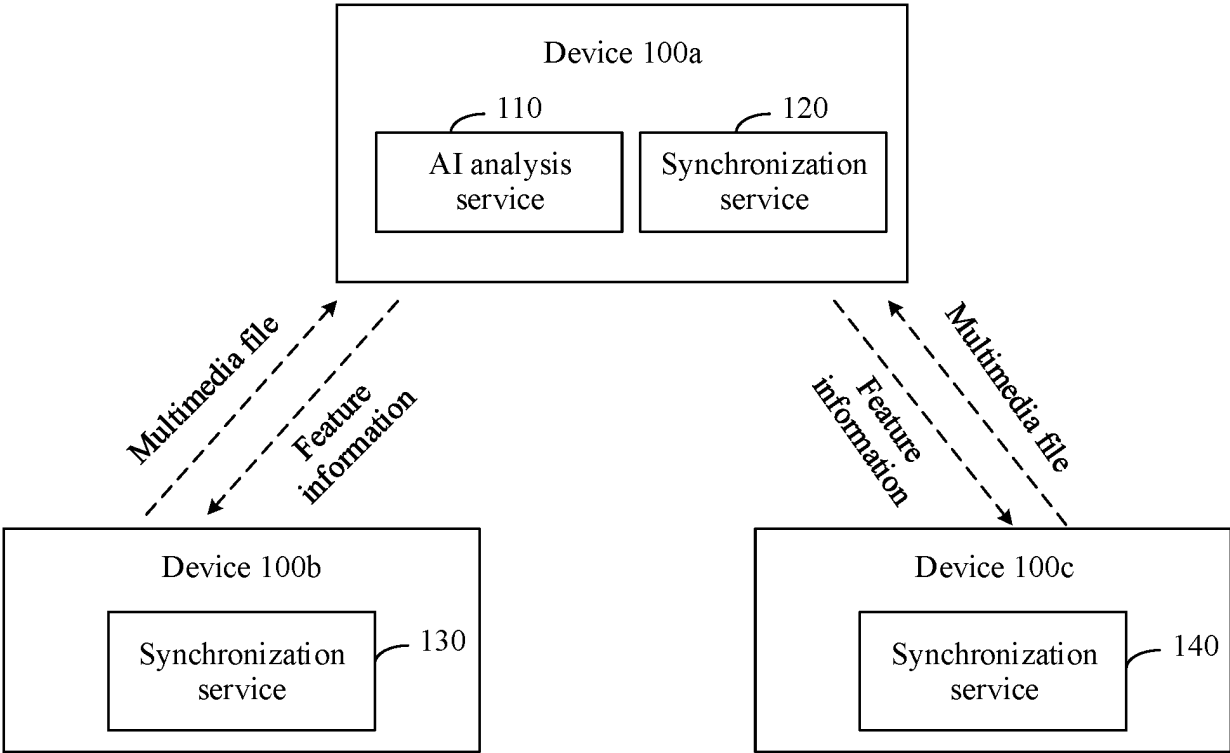 Device 100a
110
120
AI analysis
service
Synchronization
service
Multimedia file
Feature
information
Feature
information
Multimedia file
Device 100b
Synchronization
service
130
Device 100c
Synchronization
service
140